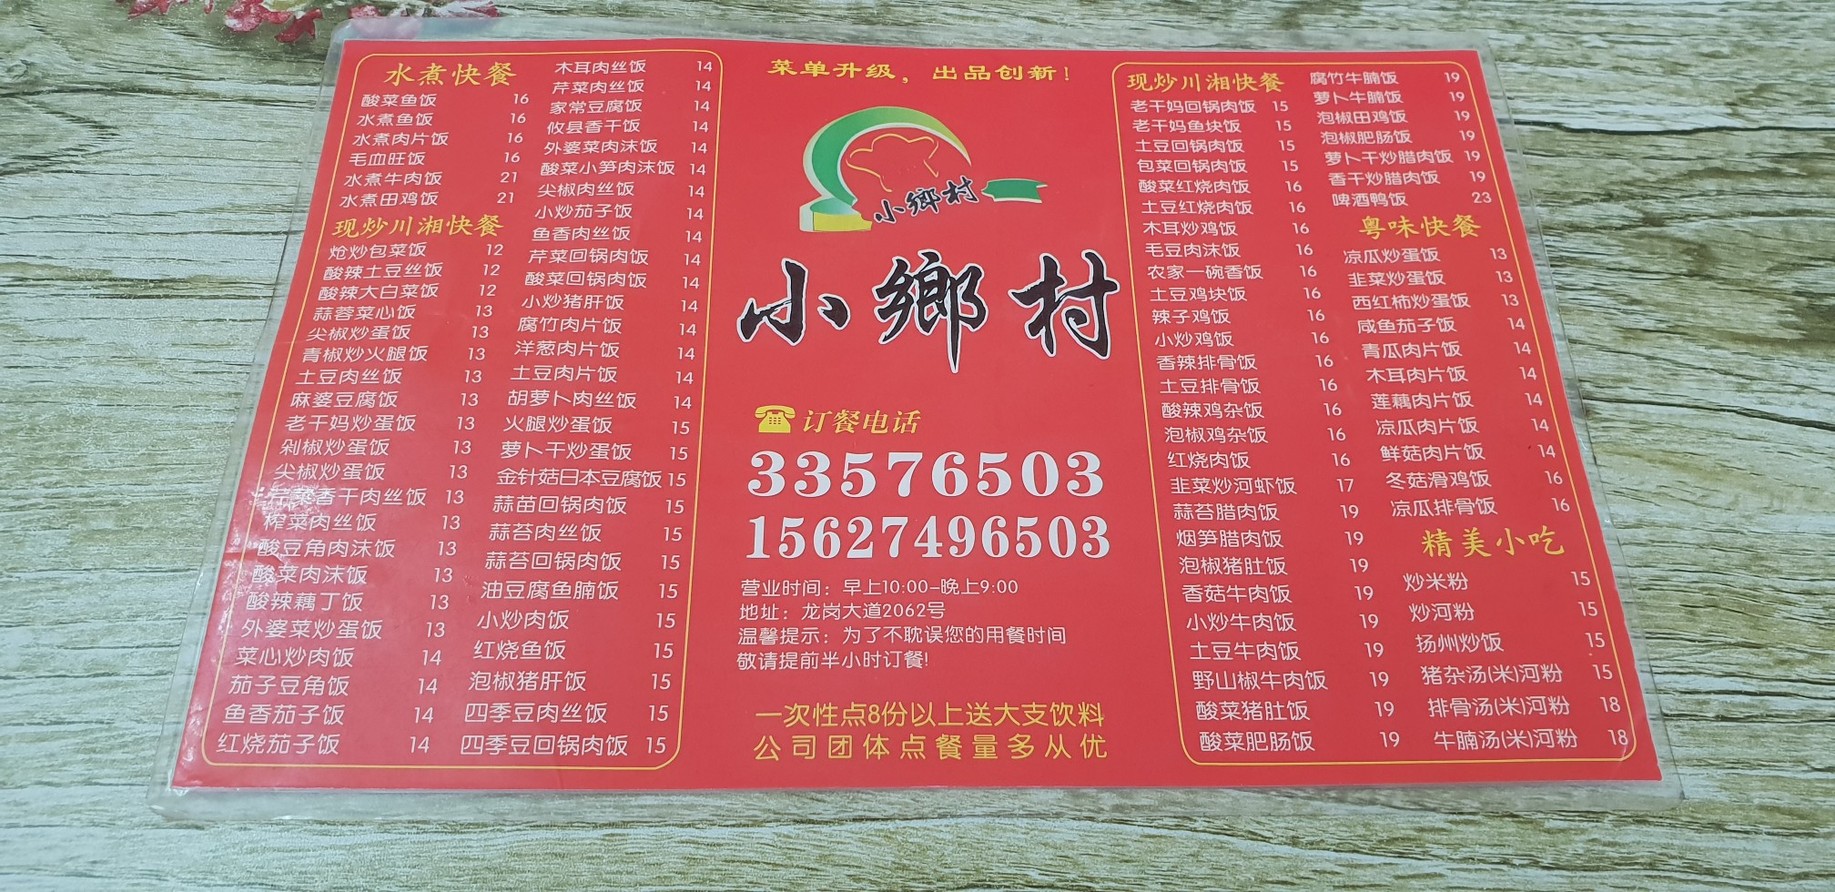 水煮快餐
酸菜鱼饭 16
水煮鱼饭 16
水煮肉片饭 16
毛血旺饭 16
水煮牛肉饭 21
水煮田鸡饭 21
现炒川湘快餐
炝炒包菜饭 12
酸辣土豆丝饭 12
酸辣大白菜饭 12
蒜蓉菜心饭 13
尖椒炒蛋饭 13
青椒炒火腿饭 13
土豆肉丝饭 13
麻婆豆腐饭 13
老干妈炒蛋饭 13
剁椒炒蛋饭 13
尖椒炒蛋饭 13
芹菜香干肉丝饭 13
榨菜肉丝饭 13
酸豆角肉沫饭 13
酸菜肉沫饭 13
酸辣藕丁饭 13
外婆菜炒蛋饭 13
菜心炒肉饭 14
茄子豆角饭 14
鱼香茄子饭 14
红烧茄子饭 14
木耳肉丝饭 14
芹菜肉丝饭 14
家常豆腐饭 14
攸县香干饭 14
外婆菜肉沫饭 14
酸菜小笋肉沫饭 14
尖椒肉丝饭 14
小炒茄子饭 14
鱼香肉丝饭 14
芹菜回锅肉饭 14
酸菜回锅肉饭 14
小炒猪肝饭 14
腐竹肉片饭 14
洋葱肉片饭 14
土豆肉片饭 14
胡萝卜肉丝饭 14
火腿炒蛋饭 15
萝卜干炒蛋饭 15
金针菇日本豆腐饭 15
蒜苗回锅肉饭 15
蒜苔肉丝饭 15
蒜苔回锅肉饭 15
油豆腐鱼腩饭 15
小炒肉饭 15
红烧鱼饭 15
泡椒猪肝饭 15
四季豆肉丝饭 15
四季豆回锅肉饭 15
菜单升级，出品创新！
小鄉村
小鄉村
订餐电话
33576503
15627496503
营业时间：早上10:00-晚上9:00
地址：龙岗大道2062号
温馨提示：为了不耽误您的用餐时间
敬请提前半小时订餐!
一次性点8份以上送大支饮料
公司团体点餐量多从优
现炒川湘快餐
老干妈回锅肉饭 15
老干妈鱼块饭 15
土豆回锅肉饭 15
包菜回锅肉饭 15
酸菜红烧肉饭 16
土豆红烧肉饭 16
木耳炒鸡饭 16
毛豆肉沫饭 16
农家一碗香饭 16
土豆鸡块饭 16
辣子鸡饭 16
小炒鸡饭 16
香辣排骨饭 16
土豆排骨饭 16
酸辣鸡杂饭 16
泡椒鸡杂饭 16
红烧肉饭 16
韭菜炒河虾饭 17
蒜苔腊肉饭 19
烟笋腊肉饭 19
泡椒猪肚饭 19
香菇牛肉饭 19
小炒牛肉饭 19
土豆牛肉饭 19
野山椒牛肉饭 19
酸菜猪肚饭 19
酸菜肥肠饭 19
腐竹牛腩饭 19
萝卜牛腩饭 19
泡椒田鸡饭 19
泡椒肥肠饭 19
萝卜干炒腊肉饭 19
香干炒腊肉饭 19
啤酒鸭饭 23
粤味快餐
凉瓜炒蛋饭 13
韭菜炒蛋饭 13
西红柿炒蛋饭 13
咸鱼茄子饭 14
青瓜肉片饭 14
木耳肉片饭 14
莲藕肉片饭 14
凉瓜肉片饭 14
鲜菇肉片饭 14
冬菇滑鸡饭 16
凉瓜排骨饭 16
精美小吃
炒米粉 15
炒河粉 15
扬州炒饭 15
猪杂汤(米)河粉 15
排骨汤(米)河粉 18
牛腩汤(米)河粉 18